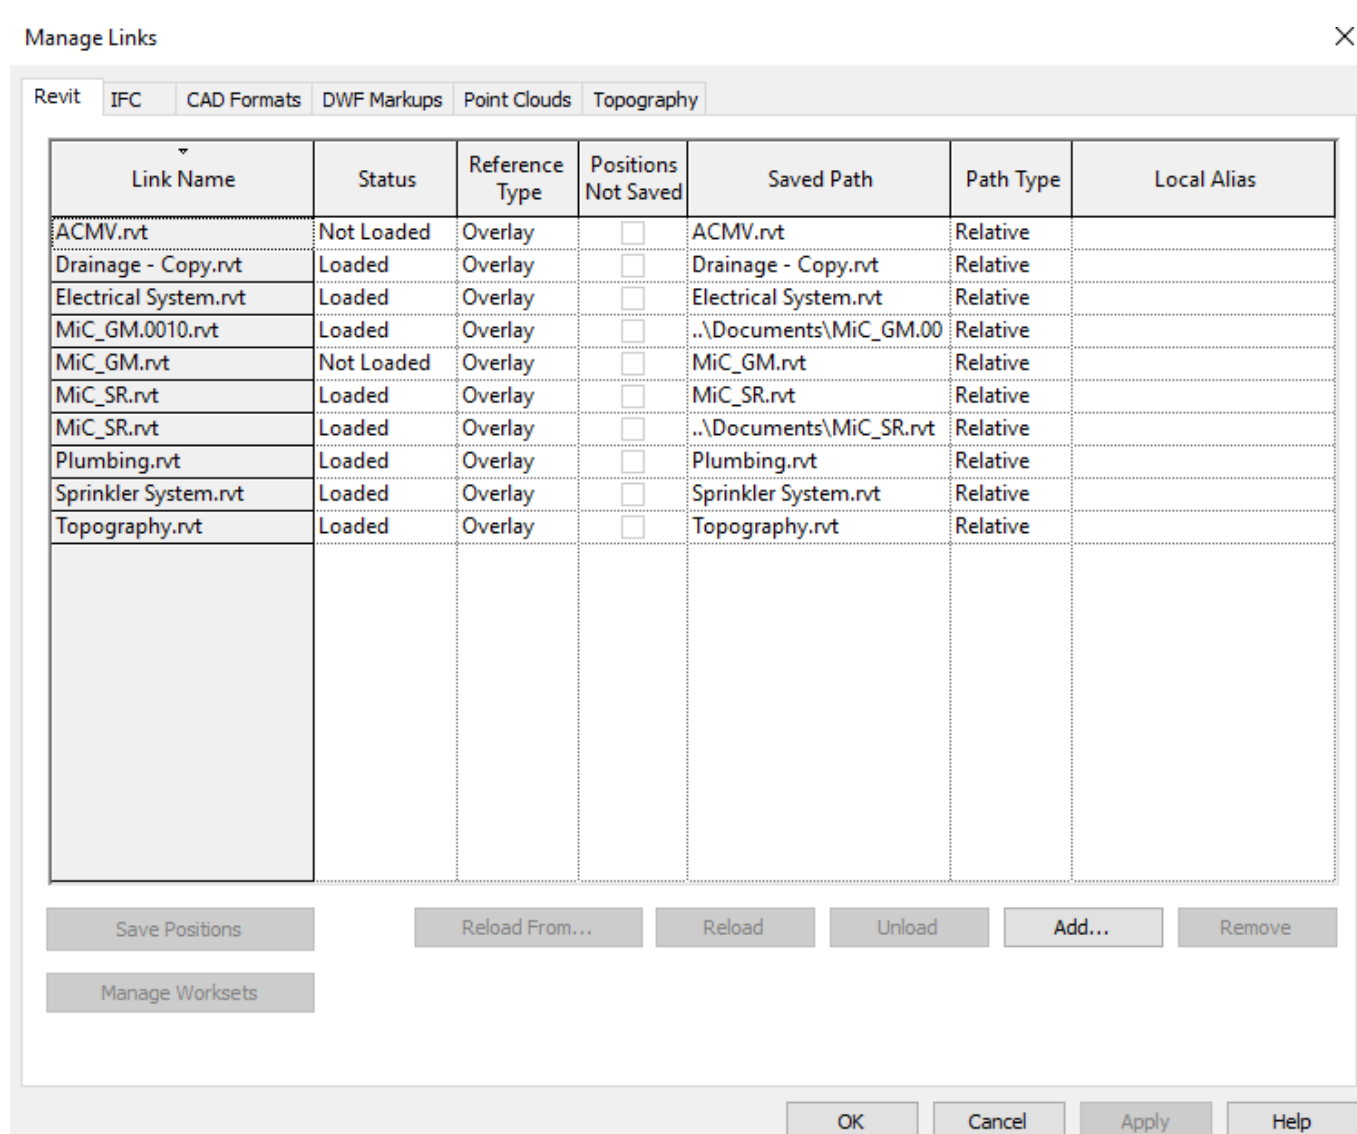 Manage Links
Revit IFC CAD Formats DWF Markups Point Clouds Topography
Link Name Status Reference Type Positions Not Saved Saved Path Path Type Local Alias
ACMV.rvt Not Loaded Overlay ACMV.rvt Relative
Drainage - Copy.rvt Loaded Overlay Drainage - Copy.rvt Relative
Electrical System.rvt Loaded Overlay Electrical System.rvt Relative
MiC_GM.0010.rvt Loaded Overlay ..\Documents\MiC_GM.00 Relative
MiC_GM.rvt Not Loaded Overlay MiC_GM.rvt Relative
MiC_SR.rvt Loaded Overlay MiC_SR.rvt Relative
MiC_SR.rvt Loaded Overlay ..\Documents\MiC_SR.rvt Relative
Plumbing.rvt Loaded Overlay Plumbing.rvt Relative
Sprinkler System.rvt Loaded Overlay Sprinkler System.rvt Relative
Topography.rvt Loaded Overlay Topography.rvt Relative
Save Positions Reload From... Reload Unload Add... Remove
Manage Worksets
OK Cancel Apply Help